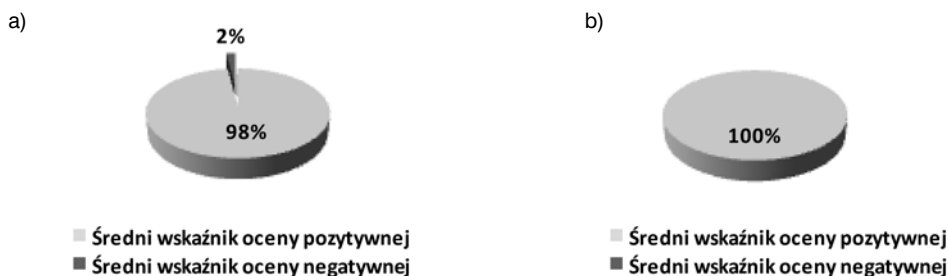 a)
2%
98%
Średni wskaźnik oceny pozytywnej
Średni wskaźnik oceny negatywnej
b)
100%
Średni wskaźnik oceny pozytywnej
Średni wskaźnik oceny negatywnej